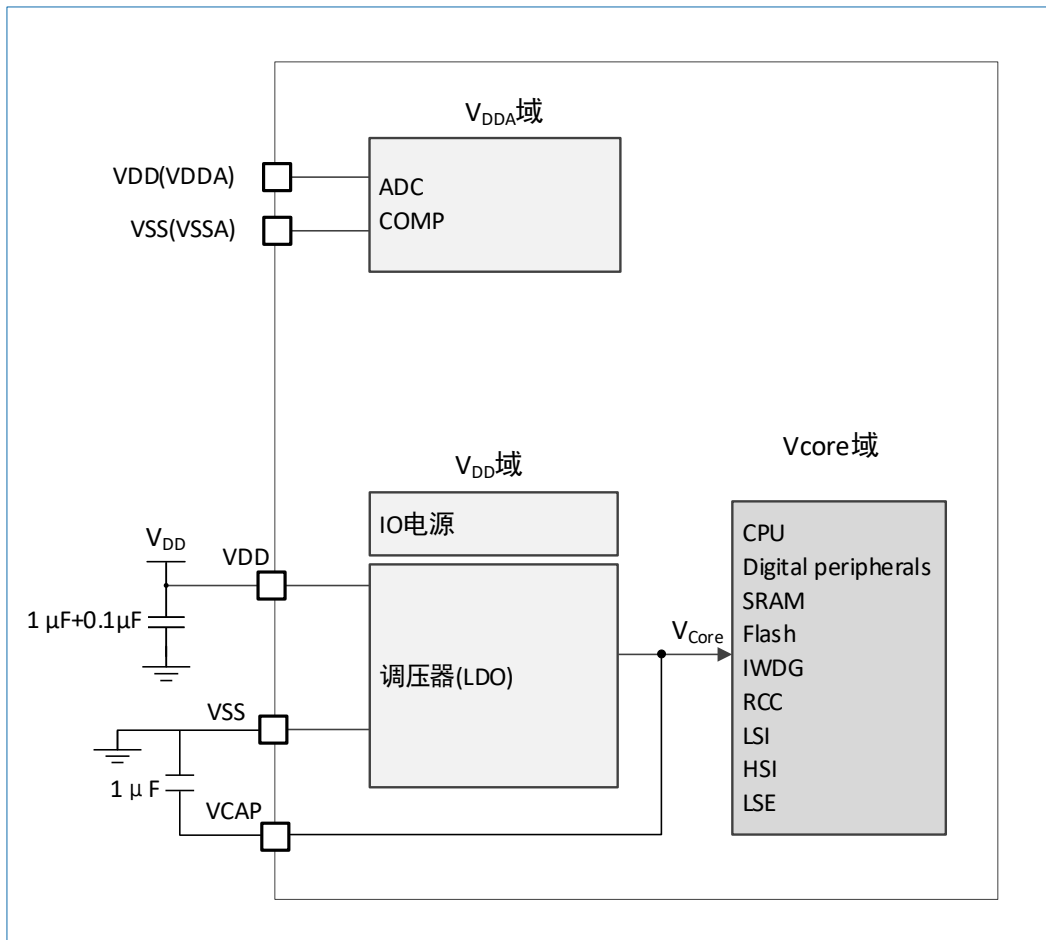 VDDA域
VDD(VDDA)
VSS(VSSA)
ADC
COMP
VDD域
Vcore域
IO电源
VDD
VDD
1 μF+0.1μF
调压器(LDO)
VCore
CPU
Digital peripherals
SRAM
Flash
IWDG
RCC
LSI
HSI
LSE
VSS
1 μ F
VCAP